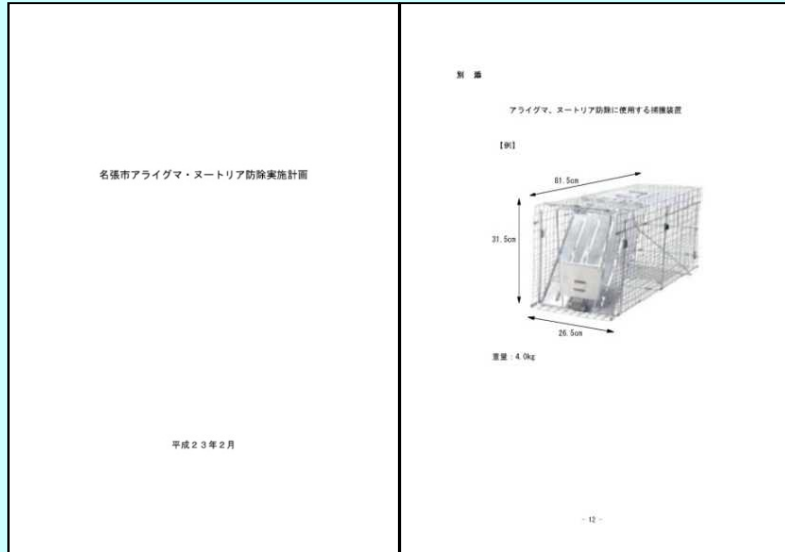 名張市アライグマ・ヌートリア防除実施計画
平成23年2月
別 添
アライグマ、ヌートリア防除に使用する捕獲装置
【例】
81.5cm
31.5cm
26.5cm
重量:4.0kg
- 12 -